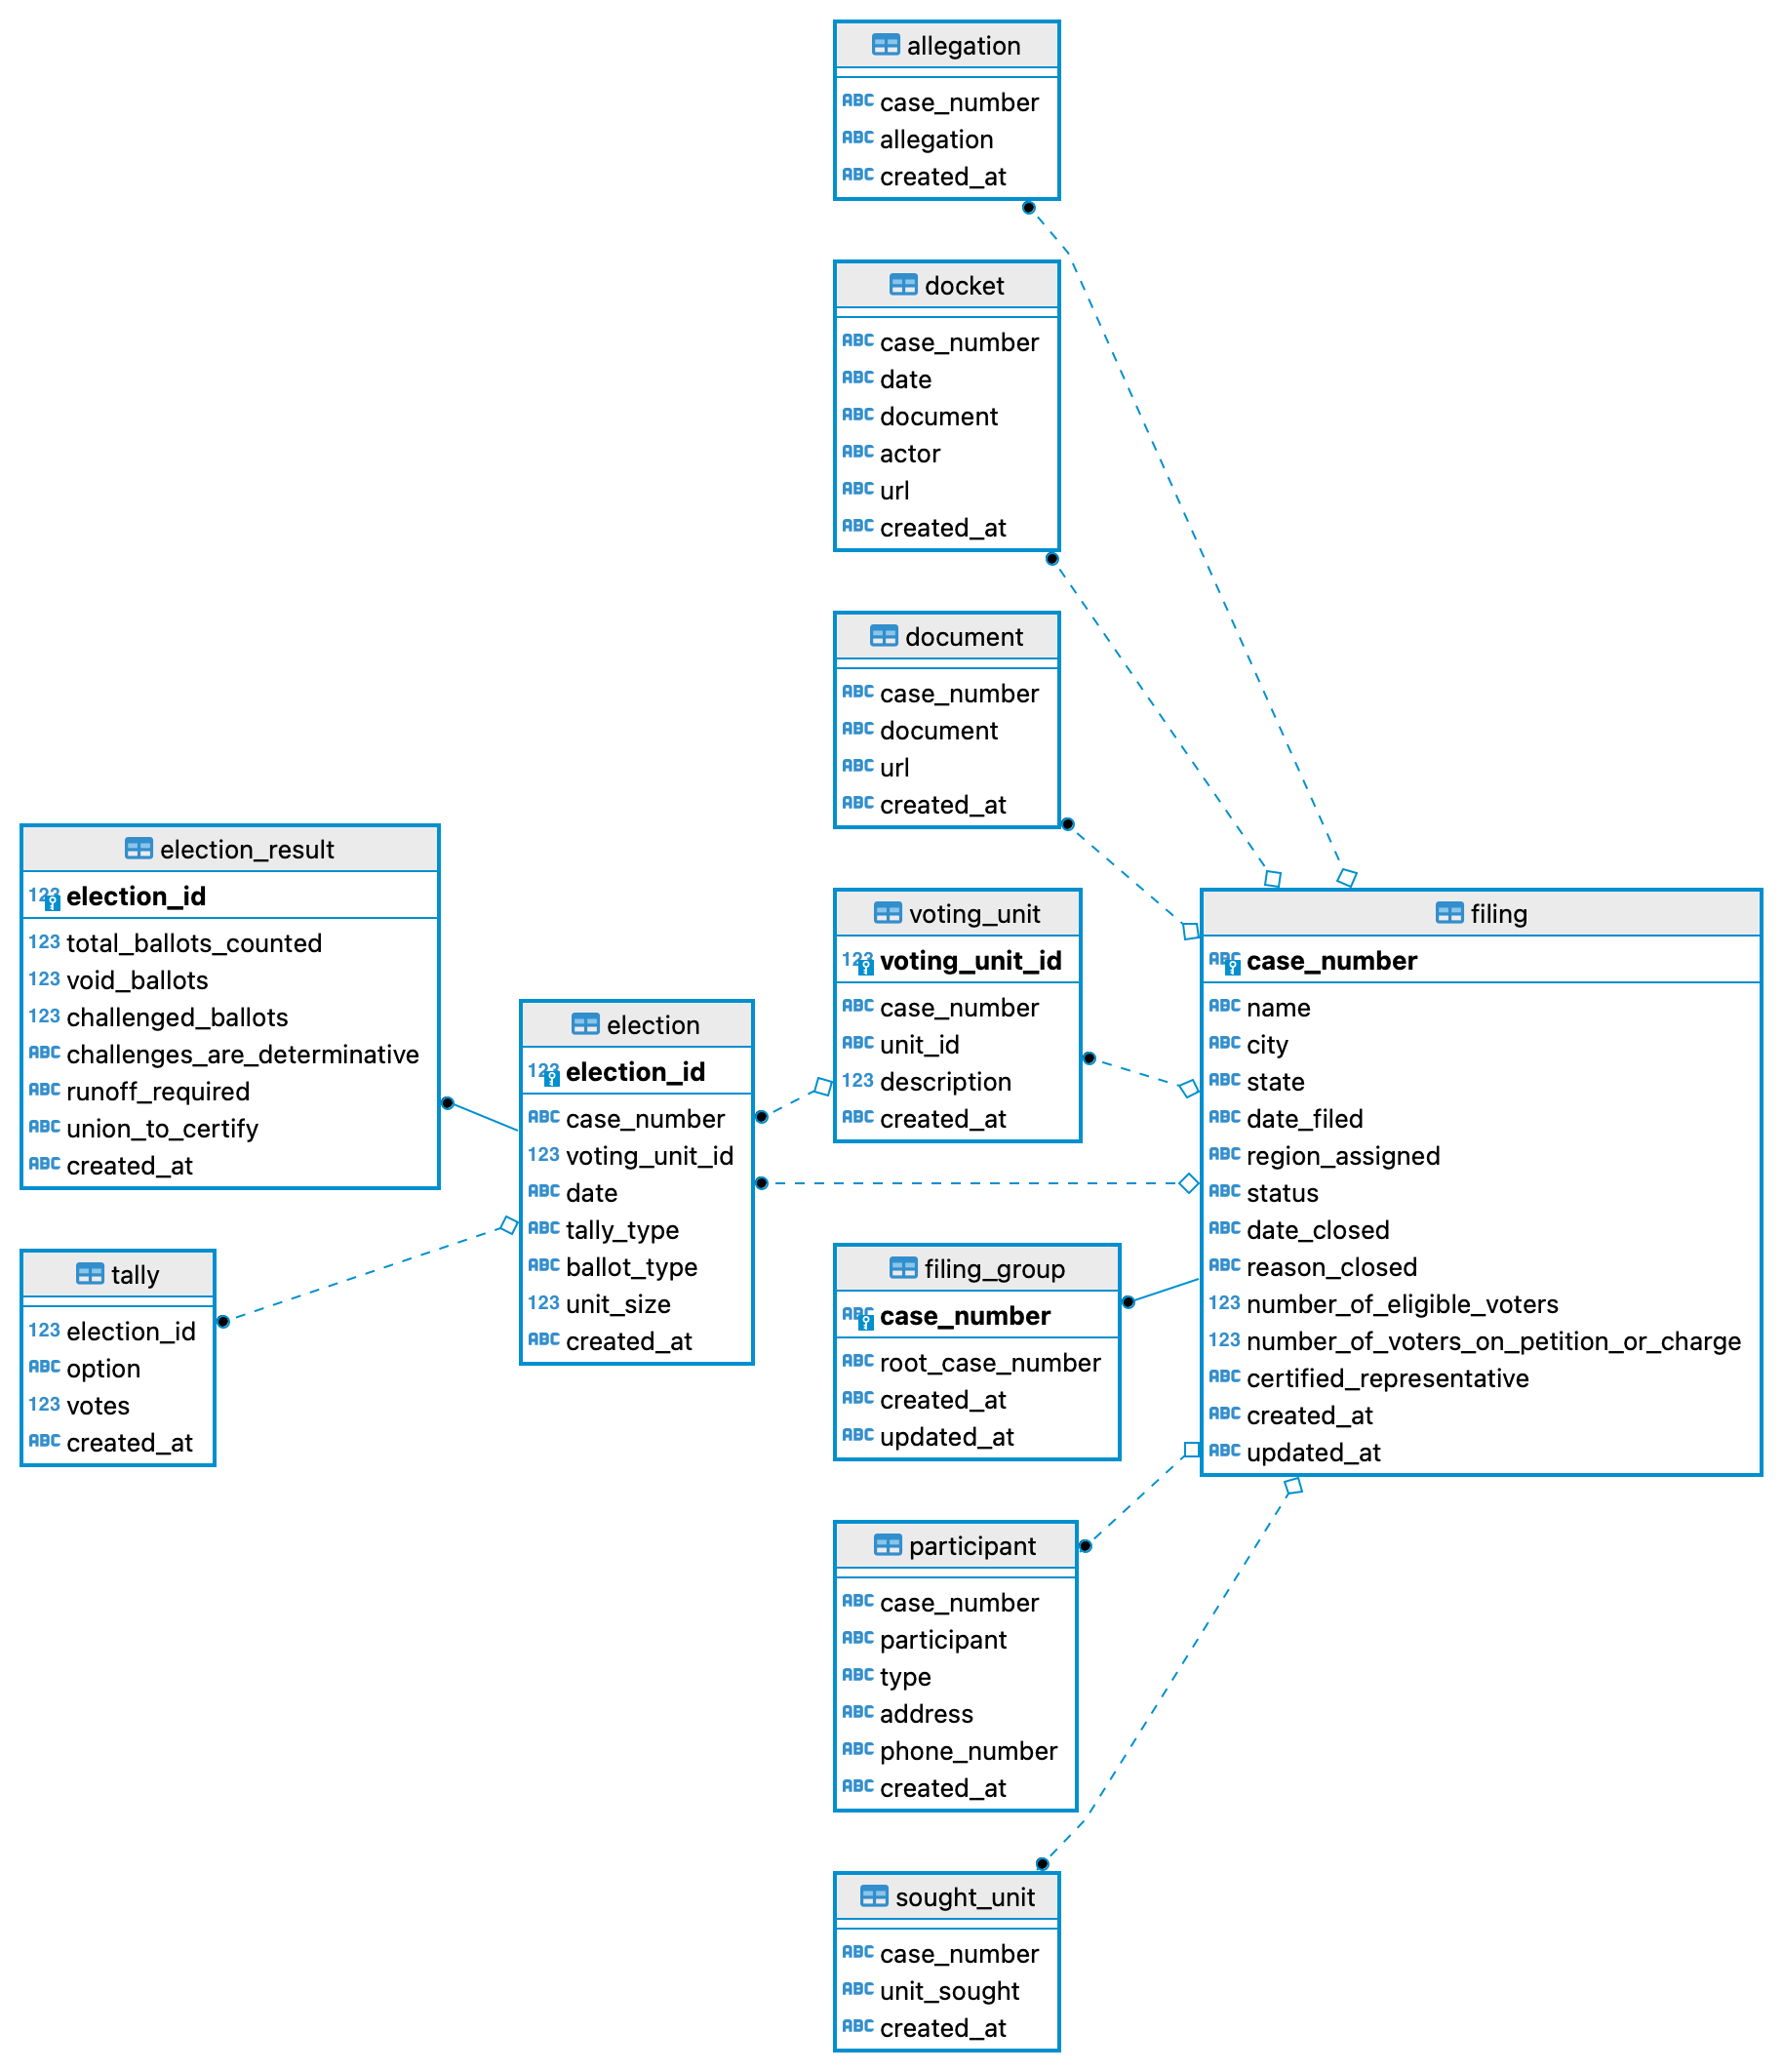 allegation
ABC case_number
ABC allegation
ABC created_at
docket
ABC case_number
ABC date
ABC document
ABC actor
ABC url
ABC created_at
document
ABC case_number
ABC document
ABC url
ABC created_at
election_result
123 election_id
123 total_ballots_counted
123 void_ballots
123 challenged_ballots
ABC challenges_are_determinative
ABC runoff_required
ABC union_to_certify
ABC created_at
tally
123 election_id
ABC option
123 votes
ABC created_at
election
123 election_id
ABC case_number
123 voting_unit_id
ABC date
ABC tally_type
ABC ballot_type
123 unit_size
ABC created_at
voting_unit
123 voting_unit_id
ABC case_number
ABC unit_id
123 description
ABC created_at
filing_group
ABC case_number
ABC root_case_number
ABC created_at
ABC updated_at
participant
ABC case_number
ABC participant
ABC type
ABC address
ABC phone_number
ABC created_at
sought_unit
ABC case_number
ABC unit_sought
ABC created_at
filing
ABC case_number
ABC name
ABC city
ABC state
ABC date_filed
ABC region_assigned
ABC status
ABC date_closed
ABC reason_closed
123 number_of_eligible_voters
123 number_of_voters_on_petition_or_charge
ABC certified_representative
ABC created_at
ABC updated_at